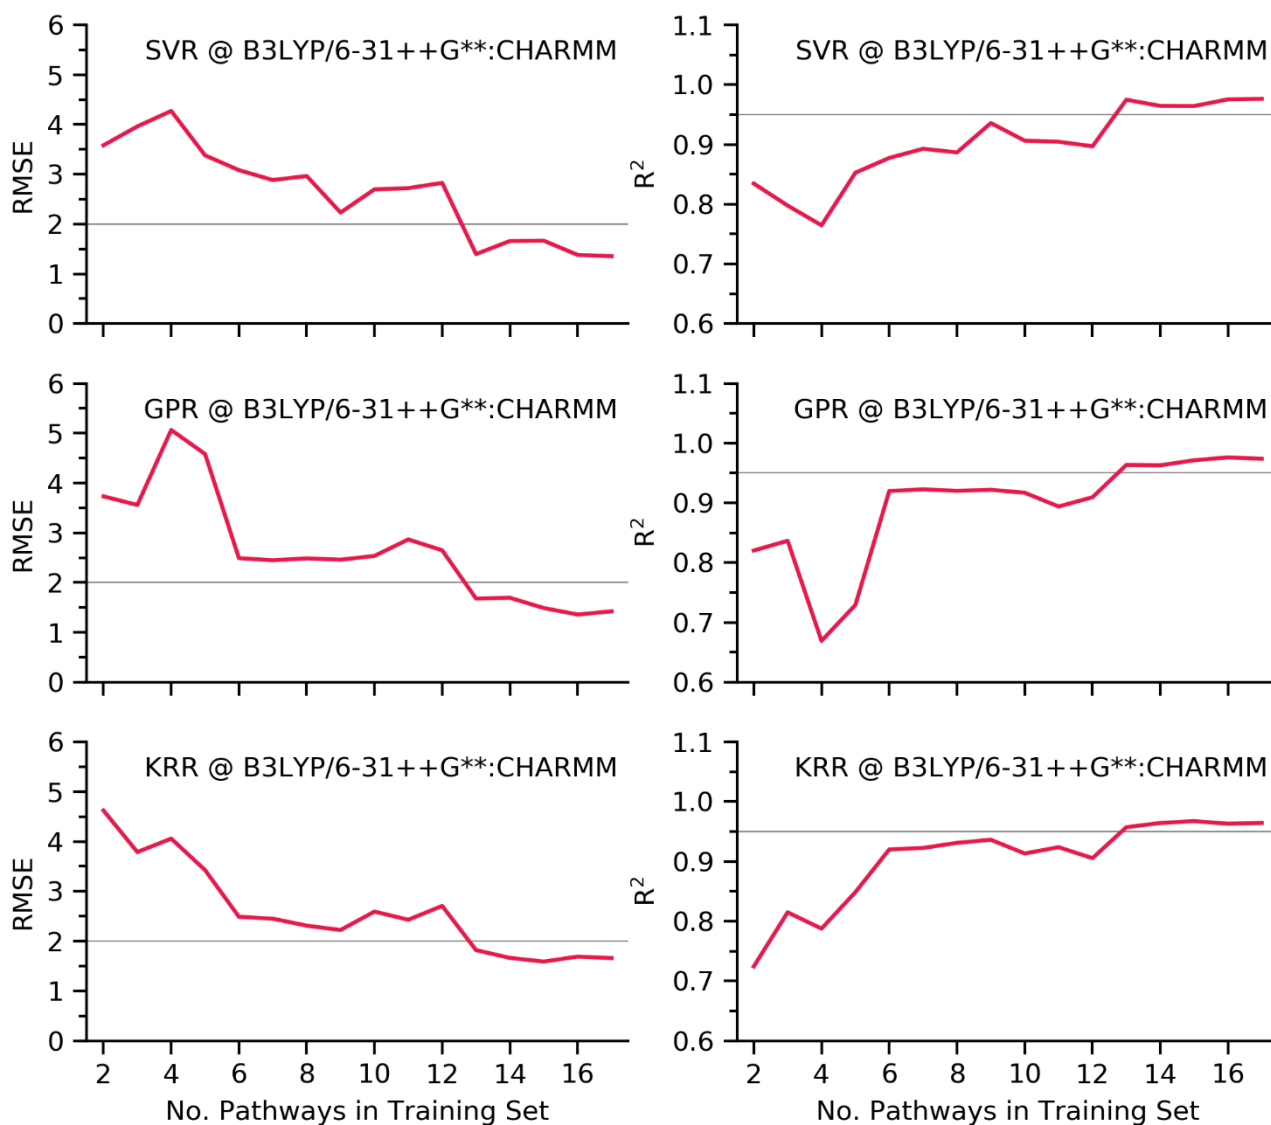 SVR @ B3LYP/6-31++G**:CHARMM
RMSE
6
5
4
3
2
1
0
SVR @ B3LYP/6-31++G**:CHARMM
R²
1.1
1.0
0.9
0.8
0.7
0.6
GPR @ B3LYP/6-31++G**:CHARMM
RMSE
6
5
4
3
2
1
0
GPR @ B3LYP/6-31++G**:CHARMM
R²
1.1
1.0
0.9
0.8
0.7
0.6
KRR @ B3LYP/6-31++G**:CHARMM
RMSE
6
5
4
3
2
1
0
2 4 6 8 10 12 14 16
No. Pathways in Training Set
KRR @ B3LYP/6-31++G**:CHARMM
R²
1.1
1.0
0.9
0.8
0.7
0.6
2 4 6 8 10 12 14 16
No. Pathways in Training Set